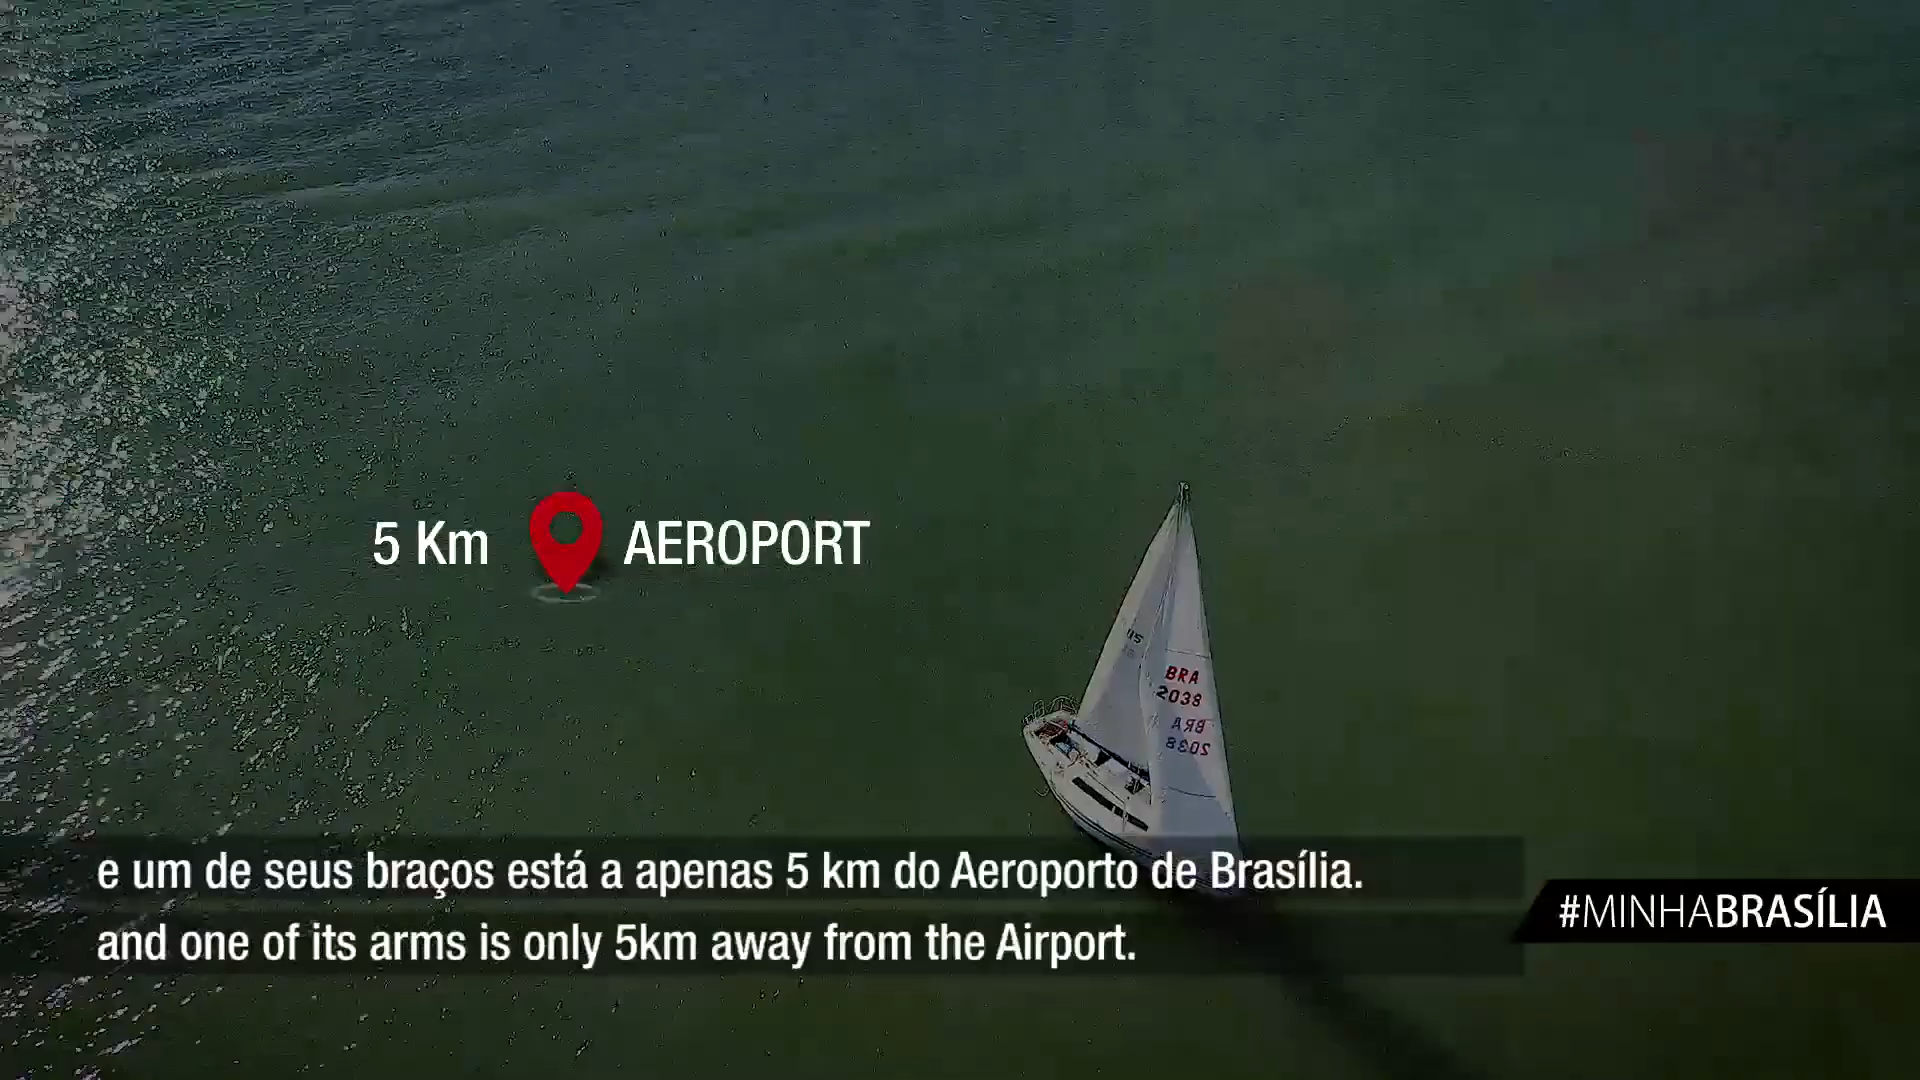 5 Km AEROPORT
15
BRA
2038
BRA
2038
e um de seus braços está a apenas 5 km do Aeroporto de Brasília.
and one of its arms is only 5km away from the Airport.
#MINHABRASÍLIA